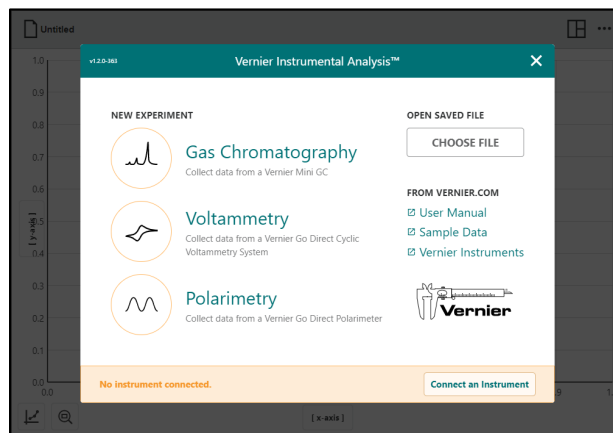 Untitled
v1.2.0-363
Vernier Instrumental Analysis™
NEW EXPERIMENT
Gas Chromatography
Collect data from a Vernier Mini GC
Voltammetry
Collect data from a Vernier Go Direct Cyclic
Voltammetry System
Polarimetry
Collect data from a Vernier Go Direct Polarimeter
OPEN SAVED FILE
CHOOSE FILE
FROM VERNIER.COM
User Manual
Sample Data
Vernier Instruments
Vernier
No instrument connected.
Connect an Instrument
1.0
0.9
0.8
0.7
0.6
0.5
[ y-axis ]
0.4
0.3
0.2
0.1
0.0
0.0
[ x-axis ]